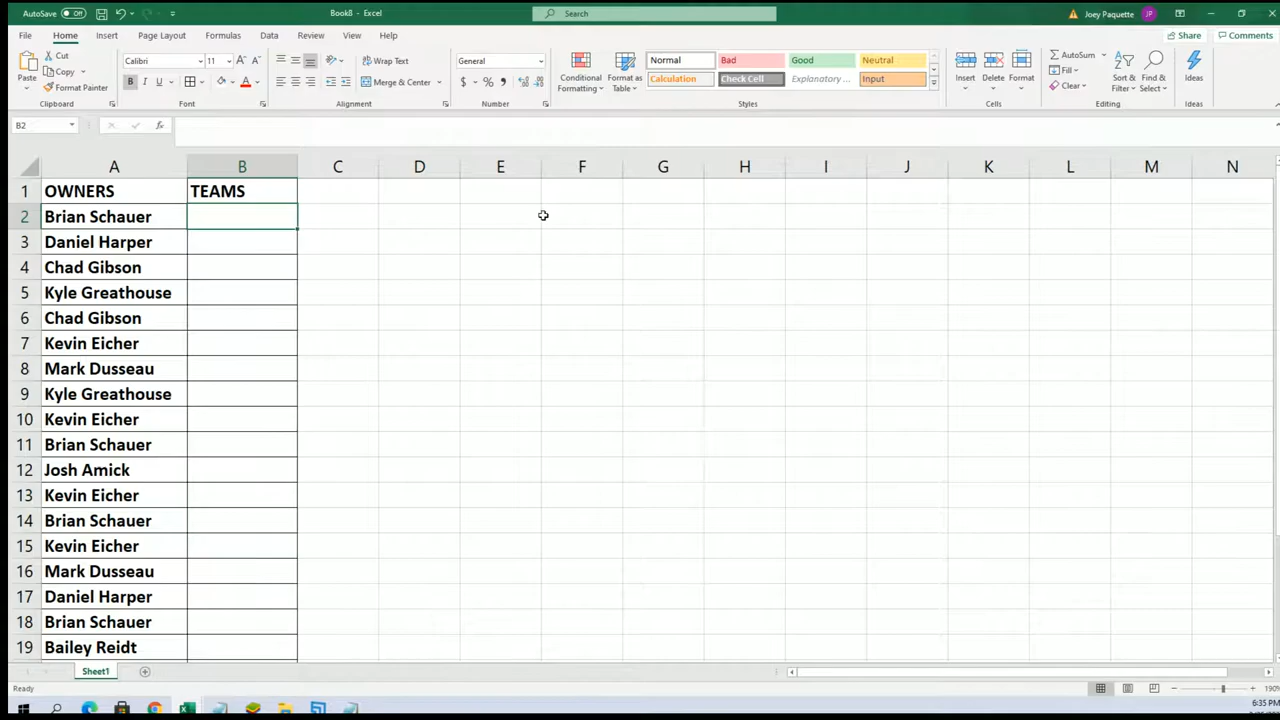 AutoSave Off
Book8 - Excel
Search
Joey Paquette JP
File Home Insert Page Layout Formulas Data Review View Help
Share Comments
Paste Cut Copy Format Painter
Calibri 11
B I U
Wrap Text
Merge & Center
General
$ % ,
Conditional Formatting
Format as Table
Normal Bad Good Neutral
Calculation Check Cell Explanatory ... Input
Insert Delete Format
AutoSum Fill Clear
Sort & Filter
Find & Select
Ideas
Clipboard Font Alignment Number Styles Cells Editing Ideas
B2 fx
A B C D E F G H I J K L M N
1 OWNERS TEAMS
2 Brian Schauer
3 Daniel Harper
4 Chad Gibson
5 Kyle Greathouse
6 Chad Gibson
7 Kevin Eicher
8 Mark Dusseau
9 Kyle Greathouse
10 Kevin Eicher
11 Brian Schauer
12 Josh Amick
13 Kevin Eicher
14 Brian Schauer
15 Kevin Eicher
16 Mark Dusseau
17 Daniel Harper
18 Brian Schauer
19 Bailey Reidt
Sheet1
Ready
190%
6:35 PM